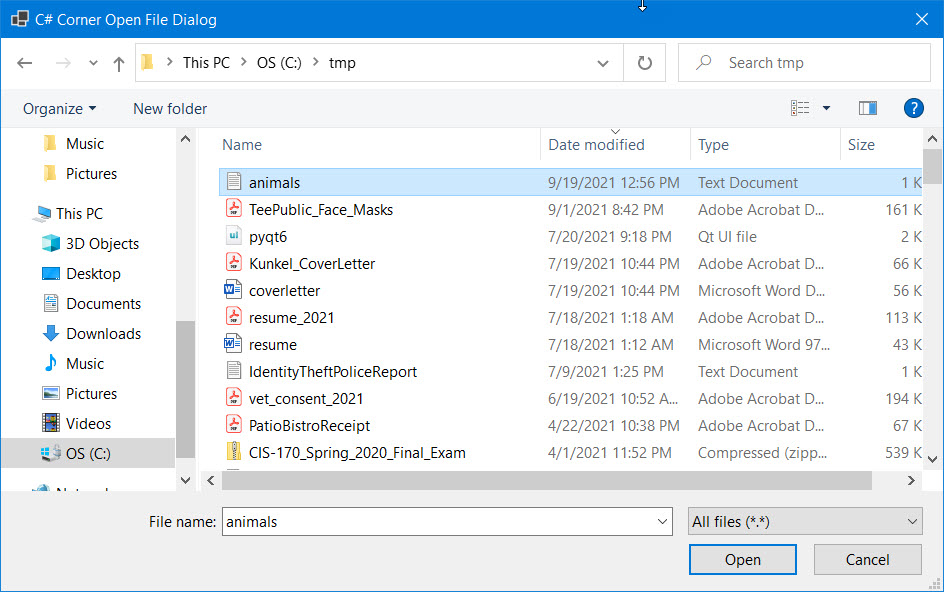 C# Corner Open File Dialog
This PC OS (C:) tmp
Search tmp
Organize New folder
?
Music
Pictures
This PC
3D Objects
Desktop
Documents
Downloads
Music
Pictures
Videos
OS (C:)
Name Date modified Type Size
animals 9/19/2021 12:56 PM Text Document 1 K
TeePublic_Face_Masks 9/1/2021 8:42 PM Adobe Acrobat D... 161 K
ui pyqt6 7/20/2021 9:18 PM Qt UI file 2 K
Kunkel_CoverLetter 7/19/2021 10:44 PM Adobe Acrobat D... 66 K
coverletter 7/19/2021 10:44 PM Microsoft Word D... 56 K
resume_2021 7/18/2021 1:18 AM Adobe Acrobat D... 113 K
resume 7/18/2021 1:12 AM Microsoft Word 97... 43 K
IdentityTheftPoliceReport 7/9/2021 1:25 PM Text Document 1 K
vet_consent_2021 6/19/2021 10:52 A... Adobe Acrobat D... 194 K
PatioBistroReceipt 4/22/2021 10:38 PM Adobe Acrobat D... 67 K
CIS-170_Spring_2020_Final_Exam 4/1/2021 11:52 PM Compressed (zipp... 539 K
File name: animals All files (*.*)
Open Cancel